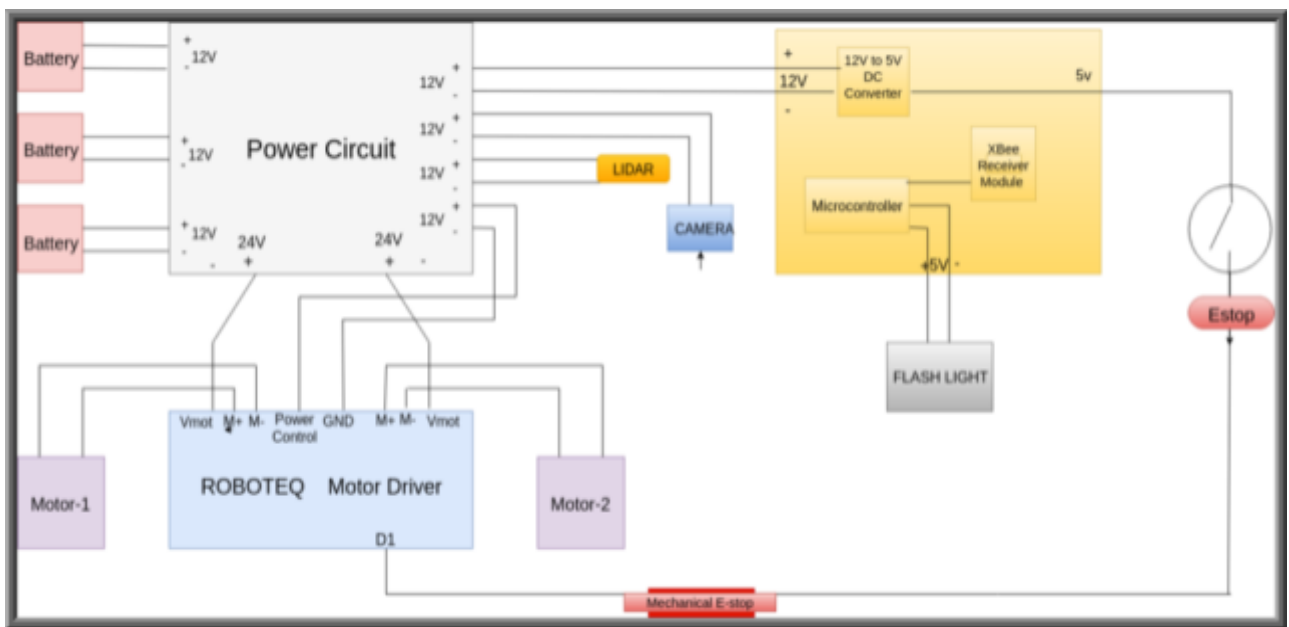 Battery
+
12V
-
Battery
+
12V
-
Battery
+
12V
-
Power Circuit
12V
+
-
12V
+
-
12V
+
-
12V
+
-
24V
-
+
24V
+
-
LIDAR
CAMERA
+
12V
-
12V to 5V
DC
Converter
5v
XBee
Receiver
Module
Microcontroller
+5V -
FLASH LIGHT
Estop
Vmot
M+
M-
Power
Control
GND
M+
M-
Vmot
ROBOTEQ Motor Driver
D1
Motor-1
Motor-2
Mechanical E-stop